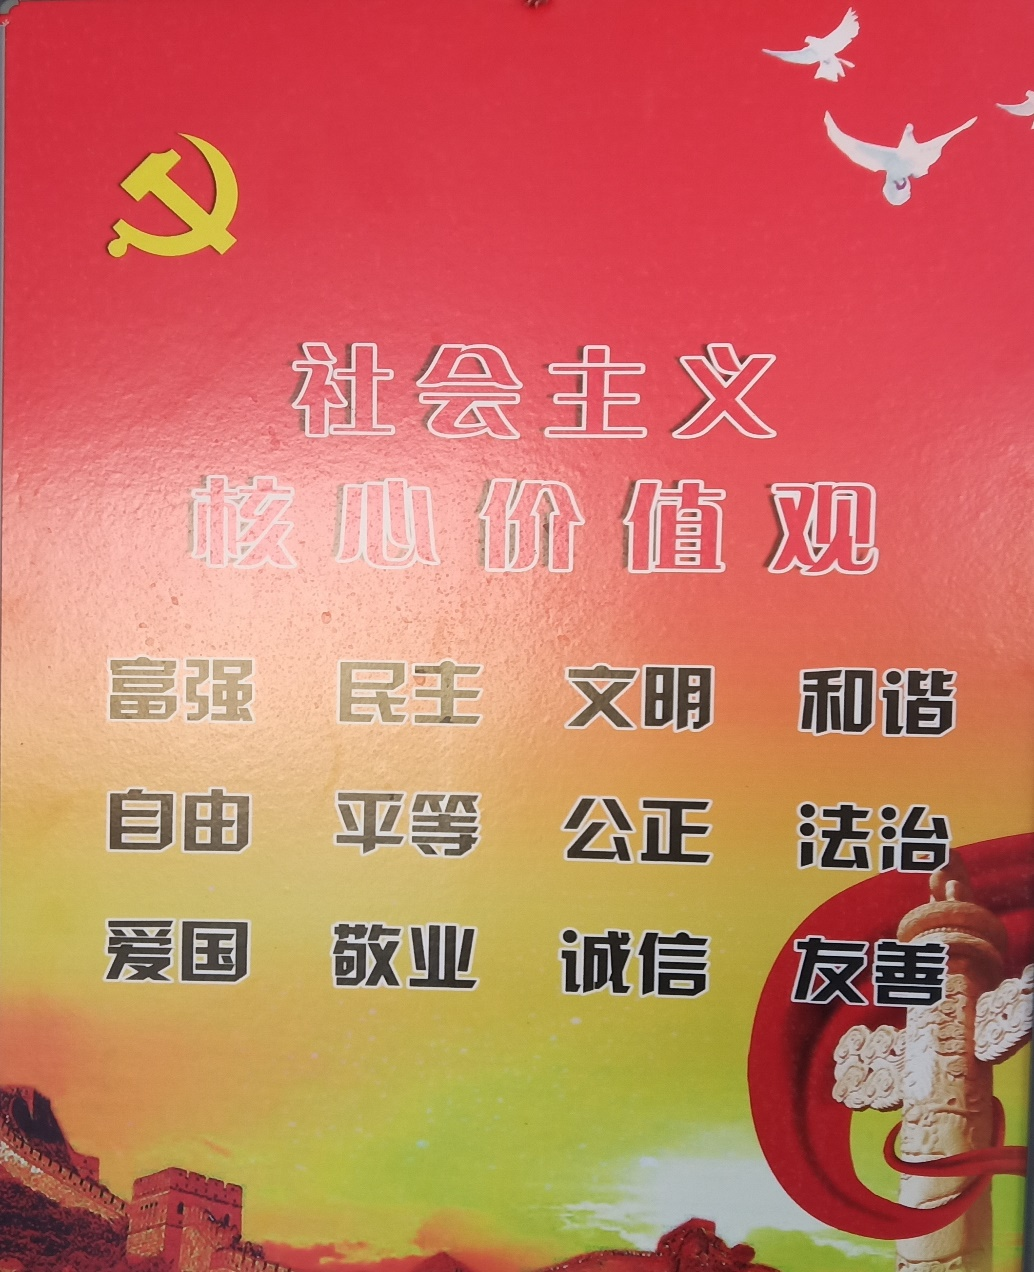 社会主义
核心价值观
富强 民主 文明 和谐
自由 平等 公正 法治
爱国 敬业 诚信 友善